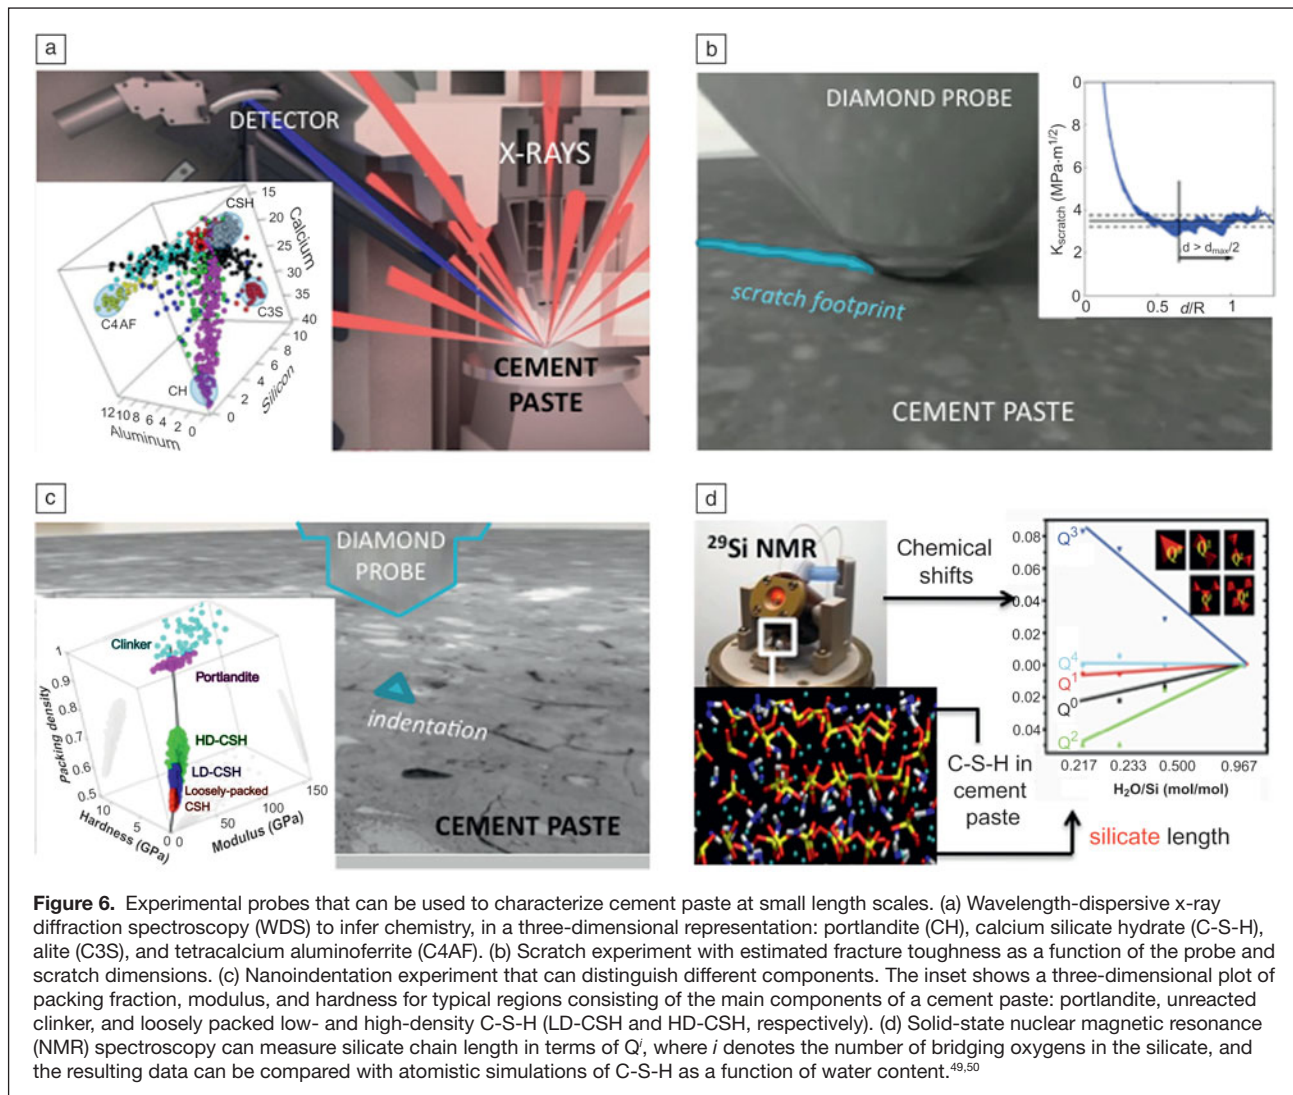 a
DETECTOR
X-RAYS
CEMENT
PASTE
CSH
C4AF
C3S
CH
15
20
25
30
35
40
Calcium
10
8
6
4
2
0
Silicon
12 10 8 6 4 2 0
Aluminum
b
DIAMOND PROBE
scratch footprint
CEMENT PASTE
0
8
6
4
2
0
Kscratch (MPa·m1/2)
d > dmax/2
0 0.5 d/R 1
c
DIAMOND
PROBE
indentation
CEMENT PASTE
Clinker
Portlandite
HD-CSH
LD-CSH
Loosely-packed
CSH
1
0.9
0.8
0.7
0.6
0.5
Packing density
10
5
0
Hardness (GPa)
0
50
100
150
Modulus (GPa)
d
29Si NMR
Chemical
shifts
C-S-H in
cement
paste
silicate length
0.08
0.06
0.04
0.02
0.00
0.02
0.04
Q3
Q4
Q1
Q0
Q2
0.217 0.233 0.500 0.967
H2O/Si (mol/mol)
Figure 6. Experimental probes that can be used to characterize cement paste at small length scales. (a) Wavelength-dispersive x-ray
diffraction spectroscopy (WDS) to infer chemistry, in a three-dimensional representation: portlandite (CH), calcium silicate hydrate (C-S-H),
alite (C3S), and tetracalcium aluminoferrite (C4AF). (b) Scratch experiment with estimated fracture toughness as a function of the probe and
scratch dimensions. (c) Nanoindentation experiment that can distinguish different components. The inset shows a three-dimensional plot of
packing fraction, modulus, and hardness for typical regions consisting of the main components of a cement paste: portlandite, unreacted
clinker, and loosely packed low- and high-density C-S-H (LD-CSH and HD-CSH, respectively). (d) Solid-state nuclear magnetic resonance
(NMR) spectroscopy can measure silicate chain length in terms of Qi, where i denotes the number of bridging oxygens in the silicate, and
the resulting data can be compared with atomistic simulations of C-S-H as a function of water content.49,50